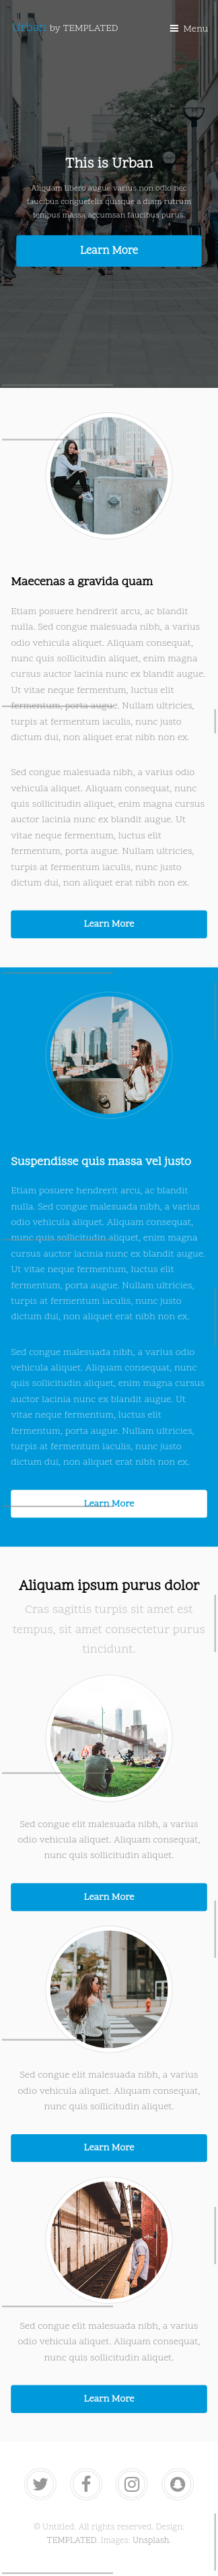 Urban by TEMPLATED
Menu
This is Urban
Aliquam libero augue varius non odio nec
faucibus conguefelis quisque a diam rutrum
tempus massa accumsan faucibus purus.
Learn More
Maecenas a gravida quam
Etiam posuere hendrerit arcu, ac blandit
nulla. Sed congue malesuada nibh, a varius
odio vehicula aliquet. Aliquam consequat,
nunc quis sollicitudin aliquet, enim magna
cursus auctor lacinia nunc ex blandit augue.
Ut vitae neque fermentum, luctus elit
fermentum, porta augue. Nullam ultricies,
turpis at fermentum iaculis, nunc justo
dictum dui, non aliquet erat nibh non ex.
Sed congue malesuada nibh, a varius odio
vehicula aliquet. Aliquam consequat, nunc
quis sollicitudin aliquet, enim magna cursus
auctor lacinia nunc ex blandit augue. Ut
vitae neque fermentum, luctus elit
fermentum, porta augue. Nullam ultricies,
turpis at fermentum iaculis, nunc justo
dictum dui, non aliquet erat nibh non ex.
Learn More
Suspendisse quis massa vel justo
Etiam posuere hendrerit arcu, ac blandit
nulla. Sed congue malesuada nibh, a varius
odio vehicula aliquet. Aliquam consequat,
nunc quis sollicitudin aliquet, enim magna
cursus auctor lacinia nunc ex blandit augue.
Ut vitae neque fermentum, luctus elit
fermentum, porta augue. Nullam ultricies,
turpis at fermentum iaculis, nunc justo
dictum dui, non aliquet erat nibh non ex.
Sed congue malesuada nibh, a varius odio
vehicula aliquet. Aliquam consequat, nunc
quis sollicitudin aliquet, enim magna cursus
auctor lacinia nunc ex blandit augue. Ut
vitae neque fermentum, luctus elit
fermentum, porta augue. Nullam ultricies,
turpis at fermentum iaculis, nunc justo
dictum dui, non aliquet erat nibh non ex.
Learn More
Aliquam ipsum purus dolor
Cras sagittis turpis sit amet est
tempus, sit amet consectetur purus
tincidunt.
Sed congue elit malesuada nibh, a varius
odio vehicula aliquet. Aliquam consequat,
nunc quis sollicitudin aliquet.
Learn More
Sed congue elit malesuada nibh, a varius
odio vehicula aliquet. Aliquam consequat,
nunc quis sollicitudin aliquet.
Learn More
Sed congue elit malesuada nibh, a varius
odio vehicula aliquet. Aliquam consequat,
nunc quis sollicitudin aliquet.
Learn More
© Untitled. All rights reserved. Design:
TEMPLATED. Images: Unsplash.